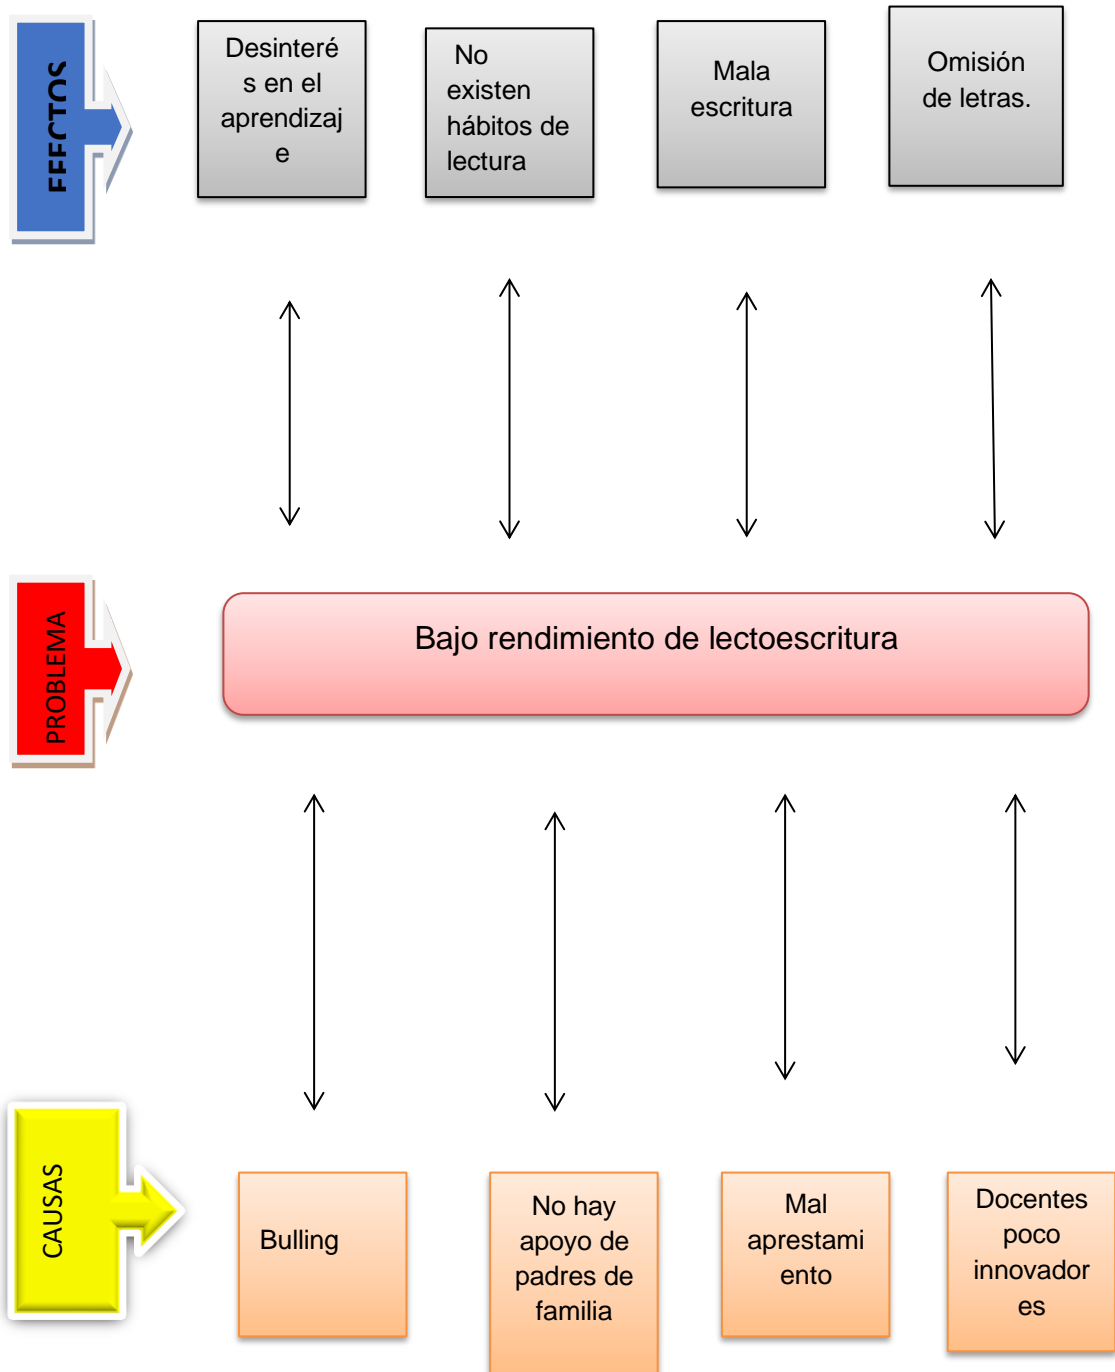 EFECTOS
Desinteré
s en el
aprendizaj
e
No
existen
hábitos de
lectura
Mala
escritura
Omisión
de letras.
PROBLEMA
Bajo rendimiento de lectoescritura
CAUSAS
Bulling
No hay
apoyo de
padres de
familia
Mal
aprestami
ento
Docentes
poco
innovador
es